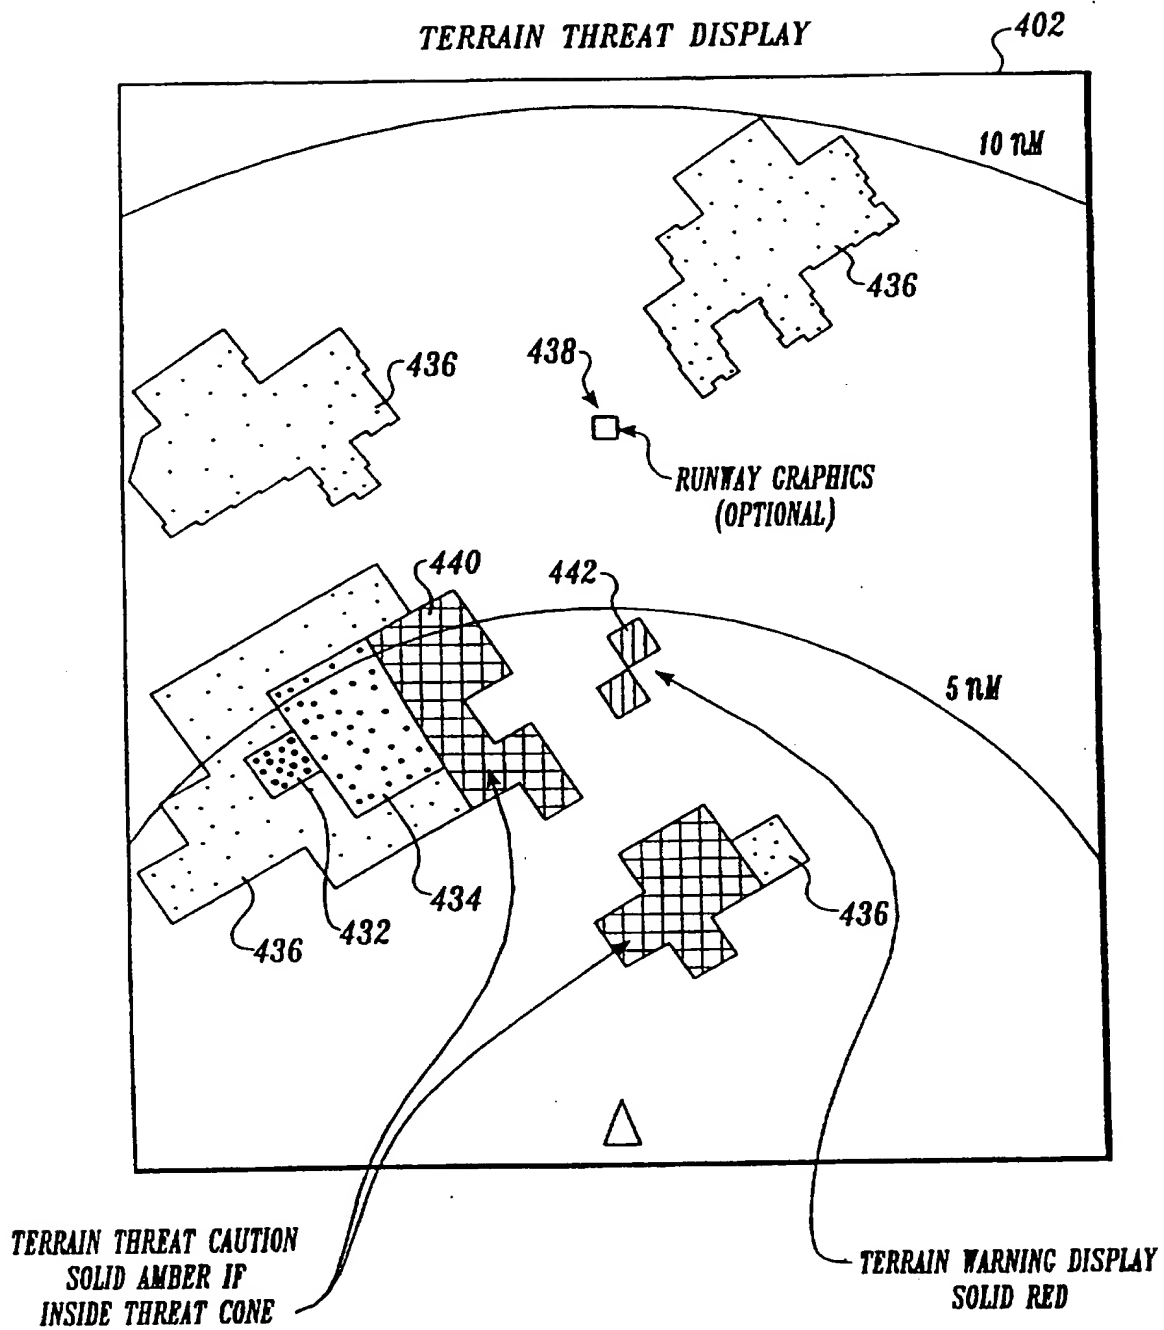 TERRAIN THREAT DISPLAY
402
10 nM
436
436
438
RUNWAY GRAPHICS
(OPTIONAL)
440
442
5 nM
434
432
436
436
TERRAIN THREAT CAUTION
SOLID AMBER IF
INSIDE THREAT CONE
TERRAIN WARNING DISPLAY
SOLID RED